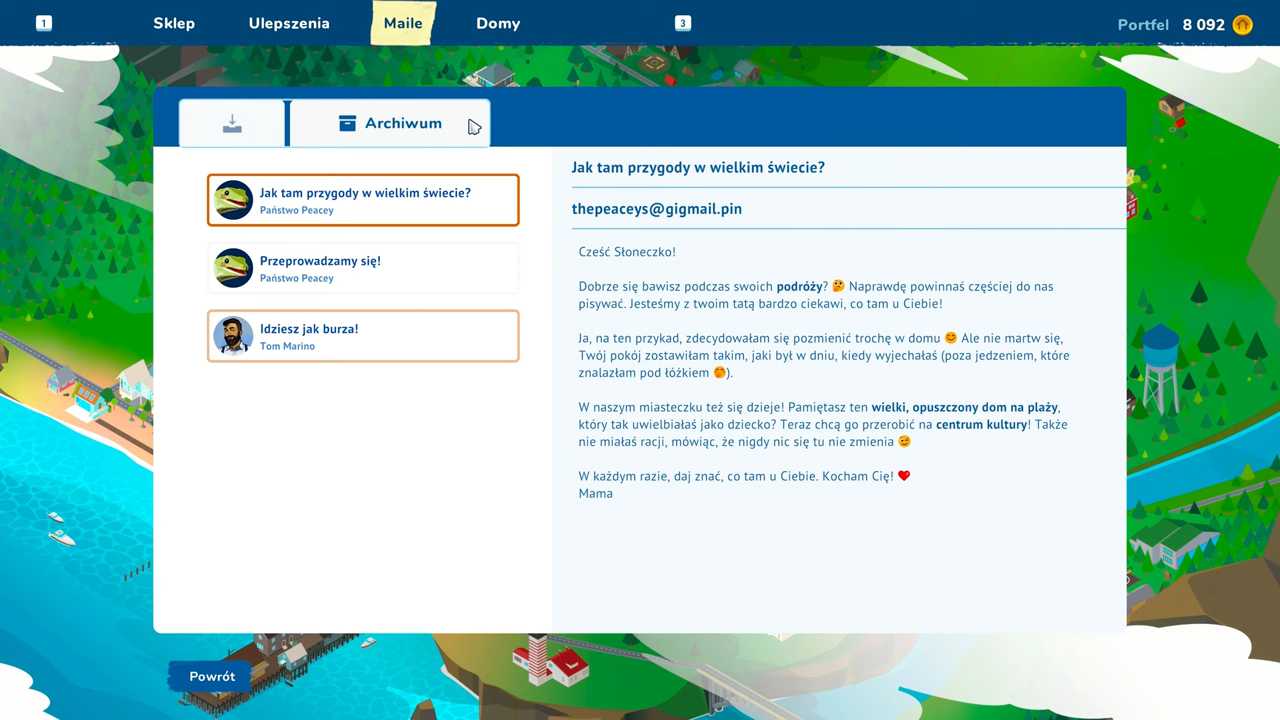 1
Sklep
Ulepszenia
Maile
Domy
3
Portfel 8 092
Archiwum
Jak tam przygody w wielkim świecie?
Państwo Peacey
Przeprowadzamy się!
Państwo Peacey
Idziesz jak burza!
Tom Marino
Jak tam przygody w wielkim świecie?
thepeaceys@gigmail.pin
Cześć Słoneczko!
Dobrze się bawisz podczas swoich podróży? 🤔 Naprawdę powinnaś częściej do nas
pisywać. Jesteśmy z twoim tatą bardzo ciekawi, co tam u Ciebie!
Ja, na ten przykad, zdecydowałam się pozmienić trochę w domu 😊 Ale nie martw się,
Twój pokój zostawiłam takim, jaki był w dniu, kiedy wyjechałaś (poza jedzeniem, które
znalazłam pod łóżkiem 🤭).
W naszym miasteczku też się dzieje! Pamiętasz ten wielki, opuszczony dom na plaży,
który tak uwielbiałaś jako dziecko? Teraz chcą go przerobić na centrum kultury! Także
nie miałaś racji, mówiąc, że nigdy nic się tu nie zmienia 😉
W każdym razie, daj znać, co tam u Ciebie. Kocham Cię! ❤
Mama
Powrót